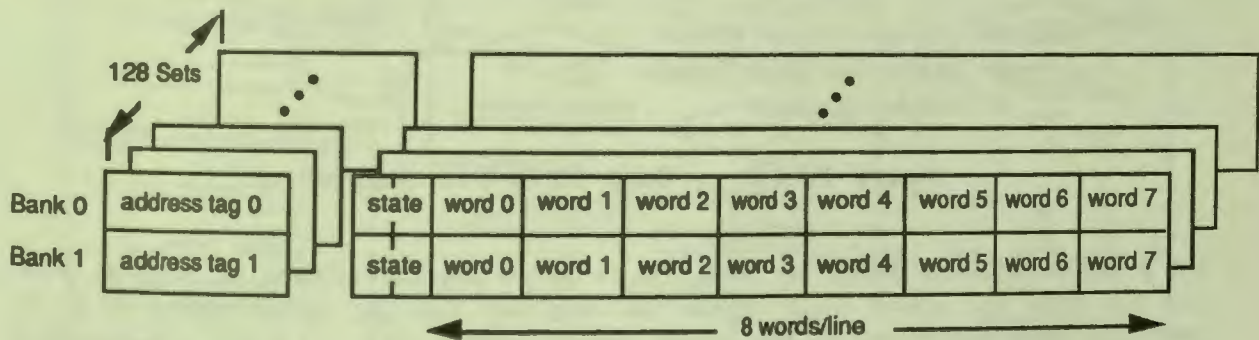 128 Sets
Bank 0 address tag 0 state word 0 word 1 word 2 word 3 word 4 word 5 word 6 word 7
Bank 1 address tag 1 state word 0 word 1 word 2 word 3 word 4 word 5 word 6 word 7
8 words/line